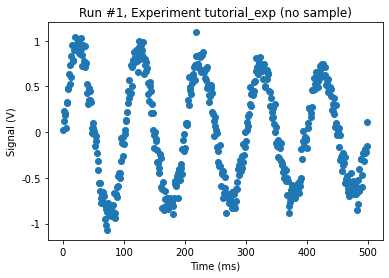 Run #1, Experiment tutorial_exp (no sample)
1
0.5
0
-0.5
-1
Signal (V)
0 100 200 300 400 500
Time (ms)